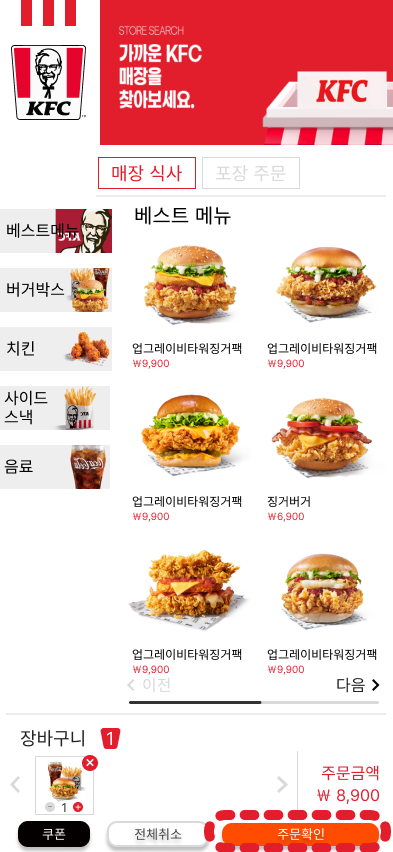 STORE SEARCH
가까운 KFC
매장을
찾아보세요.
KFC
KFC
매장 식사
포장 주문
베스트 메뉴
베스트메뉴
버거박스
치킨
사이드
스낵
음료
업그레이비타워징거팩
₩9,900
업그레이비타워징거팩
₩9,900
업그레이비타워징거팩
₩9,900
징거버거
₩6,900
업그레이비타워징거팩
₩9,900
업그레이비타워징거팩
₩9,900
이전
다음
장바구니
1
1
주문금액
₩ 8,900
쿠폰
전체취소
주문확인